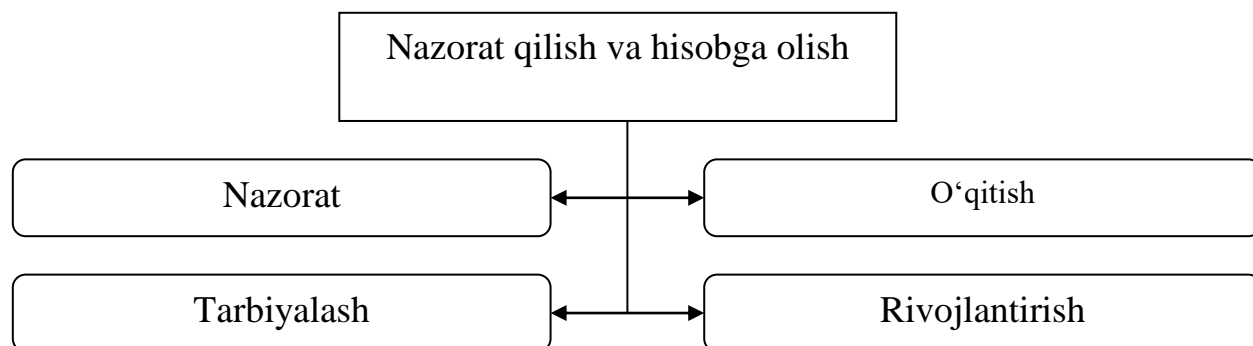 Nazorat qilish va hisobga olish
Nazorat
O‘qitish
Tarbiyalash
Rivojlantirish